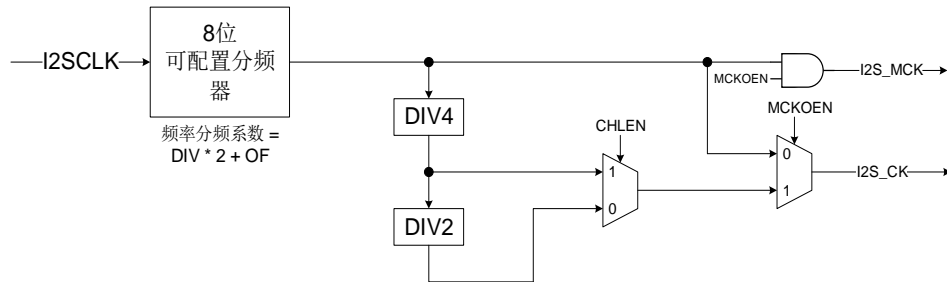 I2SCLK
8位
可配置分频
器
频率分频系数 =
DIV * 2 + OF
DIV4
DIV2
CHLEN
1
0
MCKOEN
I2S_MCK
MCKOEN
0
1
I2S_CK